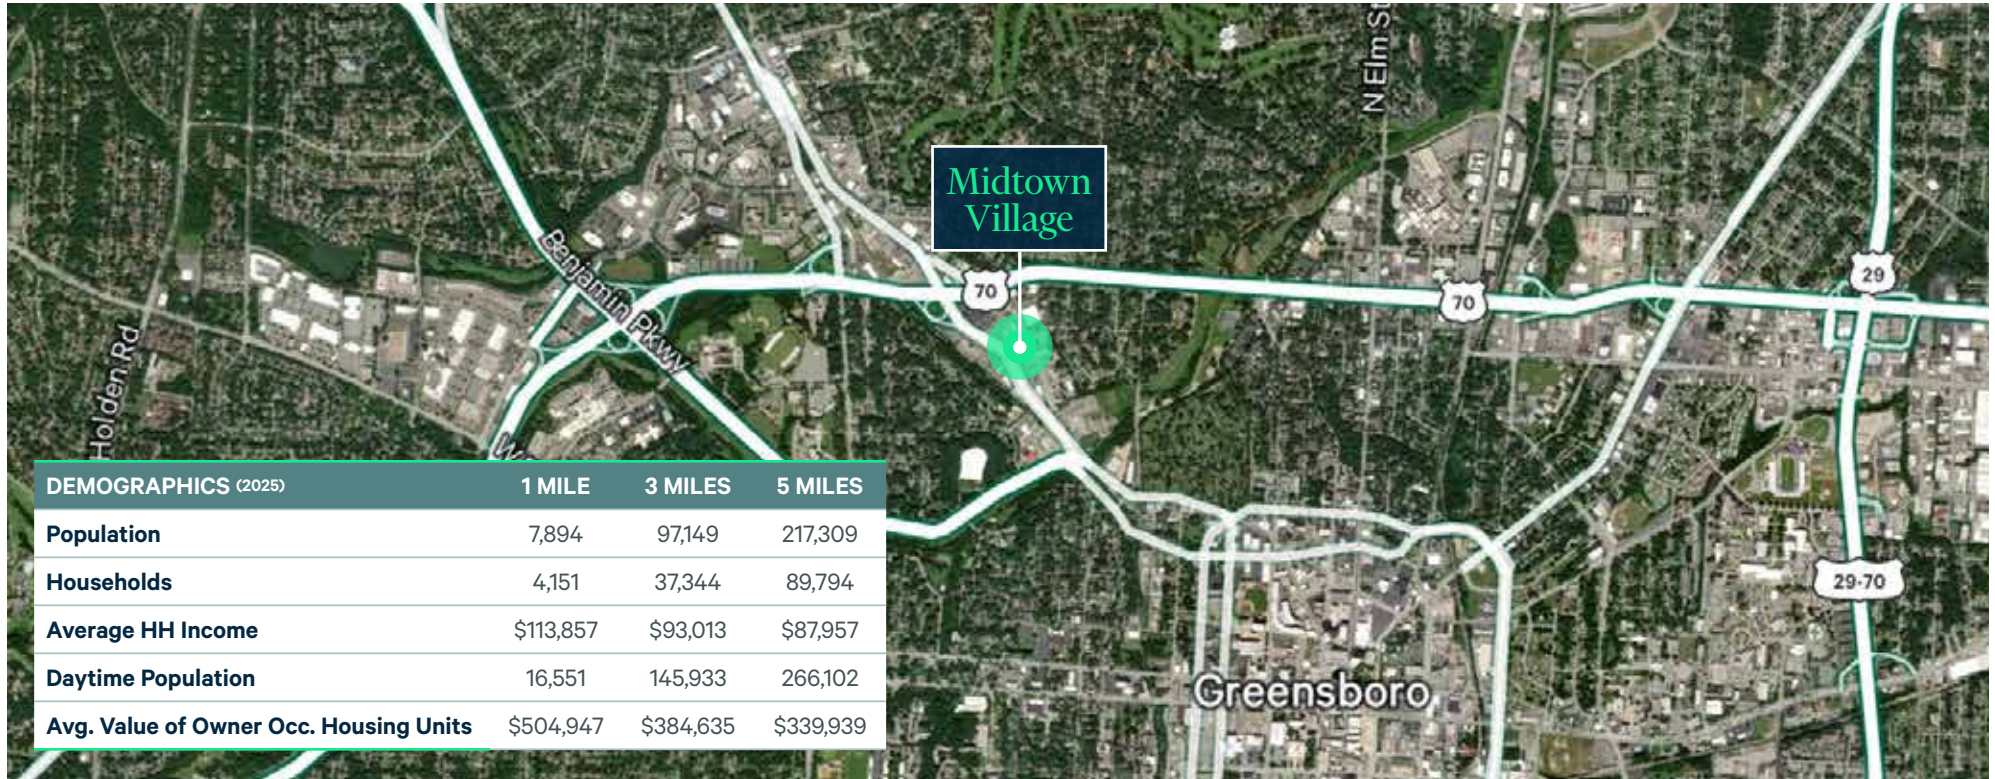 N Elm St
Midtown
Village
70
70
29
Benjamin Pkwy
Holden Rd
W
DEMOGRAPHICS (2025) 1 MILE 3 MILES 5 MILES
Population 7,894 97,149 217,309
Households 4,151 37,344 89,794
Average HH Income $113,857 $93,013 $87,957
Daytime Population 16,551 145,933 266,102
Avg. Value of Owner Occ. Housing Units $504,947 $384,635 $339,939
29-70
Greensboro